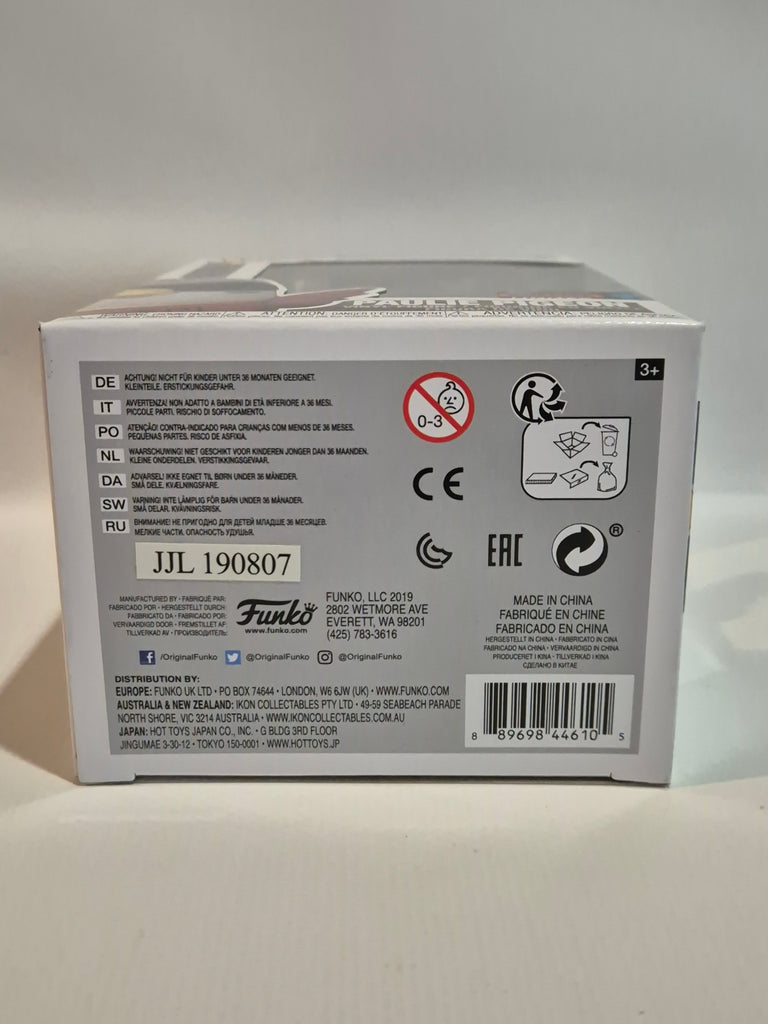 PAULIE PIGEON
ATTENTION. DANGER D'ÉTOUFFEMENT ADVERTENCIA.
3+
DE ACHTUNG! NICHT FÜR KINDER UNTER 36 MONATEN GEEIGNET.
KLEINTEILE. ERSTICKUNGSGEFAHR.
IT AVVERTENZA! NON ADATTO A BAMBINI DI ETÀ INFERIORE A 36 MESI.
PICCOLE PARTI, RISCHIO DI SOFFOCAMENTO.
PO ATENÇÃO! CONTRA-INDICADO PARA CRIANÇAS COM MENOS DE 36 MESES.
PEQUENAS PARTES. RISCO DE ASFIXIA.
NL WAARSCHUWING! NIET GESCHIKT VOOR KINDEREN JONGER DAN 36 MAANDEN.
KLEINE ONDERDELEN. VERSTIKKINGSGEVAAR.
DA ADVARSEL! IKKE EGNET TIL BØRN UNDER 36 MÅNEDER.
SMÅ DELE. KVÆLNINGSFARE.
SW VARNING! INTE LÄMPLIG FÖR BARN UNDER 36 MÅNADER.
SMÅ DELAR. KVÄVNINGSRISK.
RU ВНИМАНИЕ! НЕ ПРИГОДНО ДЛЯ ДЕТЕЙ МЛАДШЕ 36 МЕСЯЦЕВ.
МЕЛКИЕ ЧАСТИ. ОПАСНОСТЬ УДУШЬЯ.
0-3
CE
EAC
®
JJL 190807
MANUFACTURED BY • FABRIQUÉ PAR:
FABRICADO POR • HERGESTELLT DURCH:
FABBRICATO DA • FABRICADO POR:
VERVAARDIGD DOOR • FREMSTILLET AF:
TILLVERKAD AV • ПРОИЗВОДИТЕЛЬ:
Funko
www.funko.com
FUNKO, LLC 2019
2802 WETMORE AVE
EVERETT, WA 98201
(425) 783-3616
MADE IN CHINA
FABRIQUÉ EN CHINE
FABRICADO EN CHINA
HERGESTELLT IN CHINA • FABBRICATO IN CINA
FABRICADO NA CHINA • VERVAARDIGD IN CHINA
PRODUCERET I KINA • TILLVERKAD I KINA
СДЕЛАНО В КИТАЕ
/OriginalFunko @OriginalFunko @OriginalFunko
DISTRIBUTION BY:
EUROPE: FUNKO UK LTD • PO BOX 74644 • LONDON, W6 6JW (UK) • WWW.FUNKO.COM
AUSTRALIA & NEW ZEALAND: IKON COLLECTABLES PTY LTD • 49-59 SEABEACH PARADE
NORTH SHORE, VIC 3214 AUSTRALIA • WWW.IKONCOLLECTABLES.COM.AU
JAPAN: HOT TOYS JAPAN CO., INC. • G BLDG 3RD FLOOR
JINGUMAE 3-30-12 • TOKYO 150-0001 • WWW.HOTTOYS.JP
8 89698 44610 5